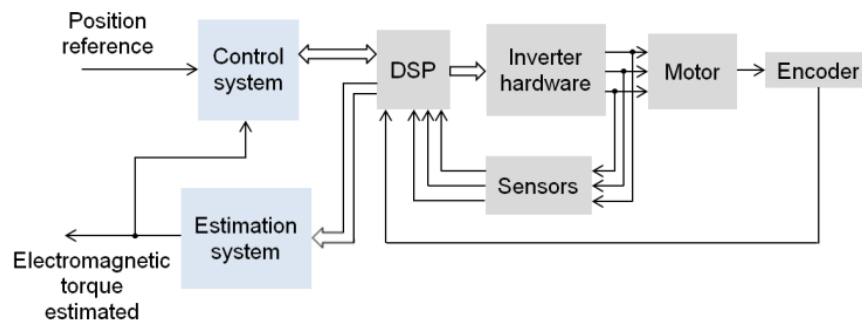 Position
reference
Control
system
DSP
Inverter
hardware
Motor
Encoder
Sensors
Estimation
system
Electromagnetic
torque
estimated